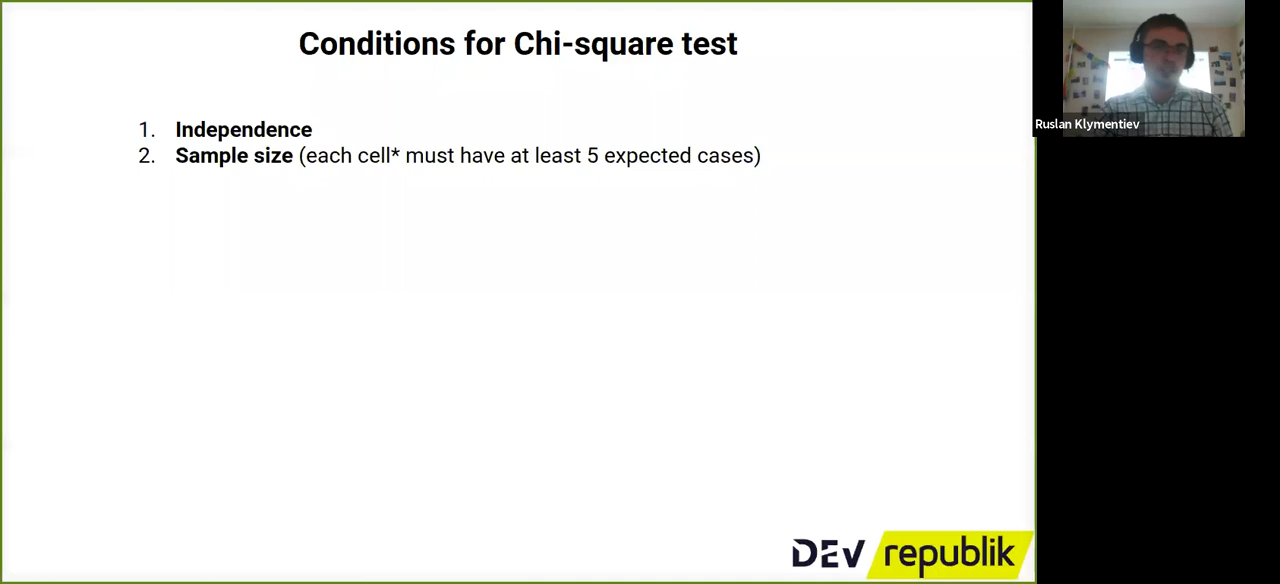 Conditions for Chi-square test
Ruslan Klymentiev
1. Independence
2. Sample size (each cell* must have at least 5 expected cases)
DEV republik